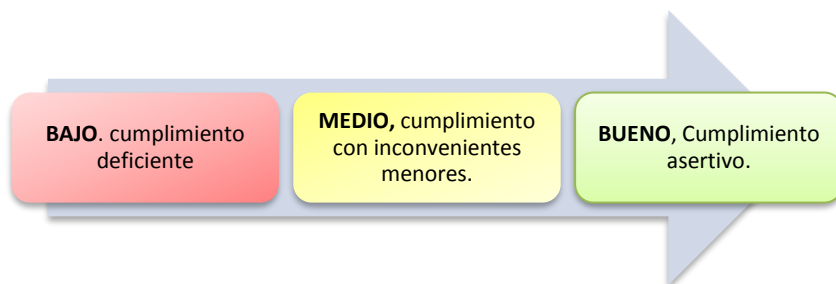 BAJO. cumplimiento
deficiente
MEDIO, cumplimiento
con inconvenientes
menores.
BUENO, Cumplimiento
asertivo.